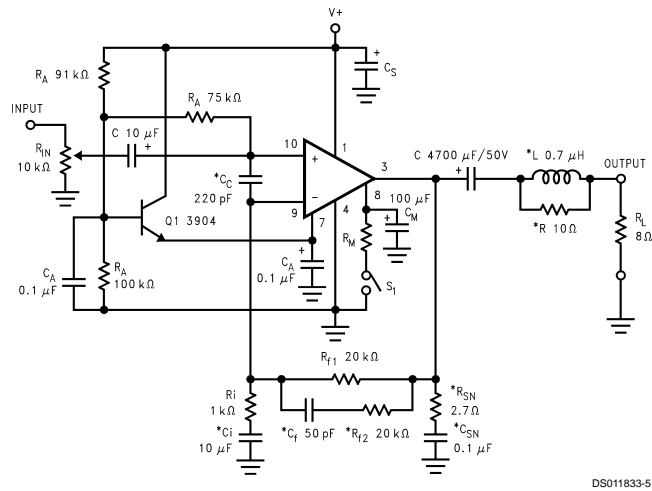 V+
+
C_S
R_A 91 kΩ
R_A 75 kΩ
INPUT
R_IN
10 kΩ
C 10 μF
+
10
+
1
*C_C
220 pF
−
9
7
4
3
8
100 μF
+
C_M
R_M
S_1
C 4700 μF/50V
+
*L 0.7 μH
OUTPUT
*R 10Ω
R_L
8Ω
Q1 3904
C_A
0.1 μF
R_A
100 kΩ
+
C_A
0.1 μF
R_f1 20 kΩ
Ri
1 kΩ
*Ci
10 μF
*C_f 50 pF
*R_f2 20 kΩ
*R_SN
2.7Ω
*C_SN
0.1 μF
DS011833-5